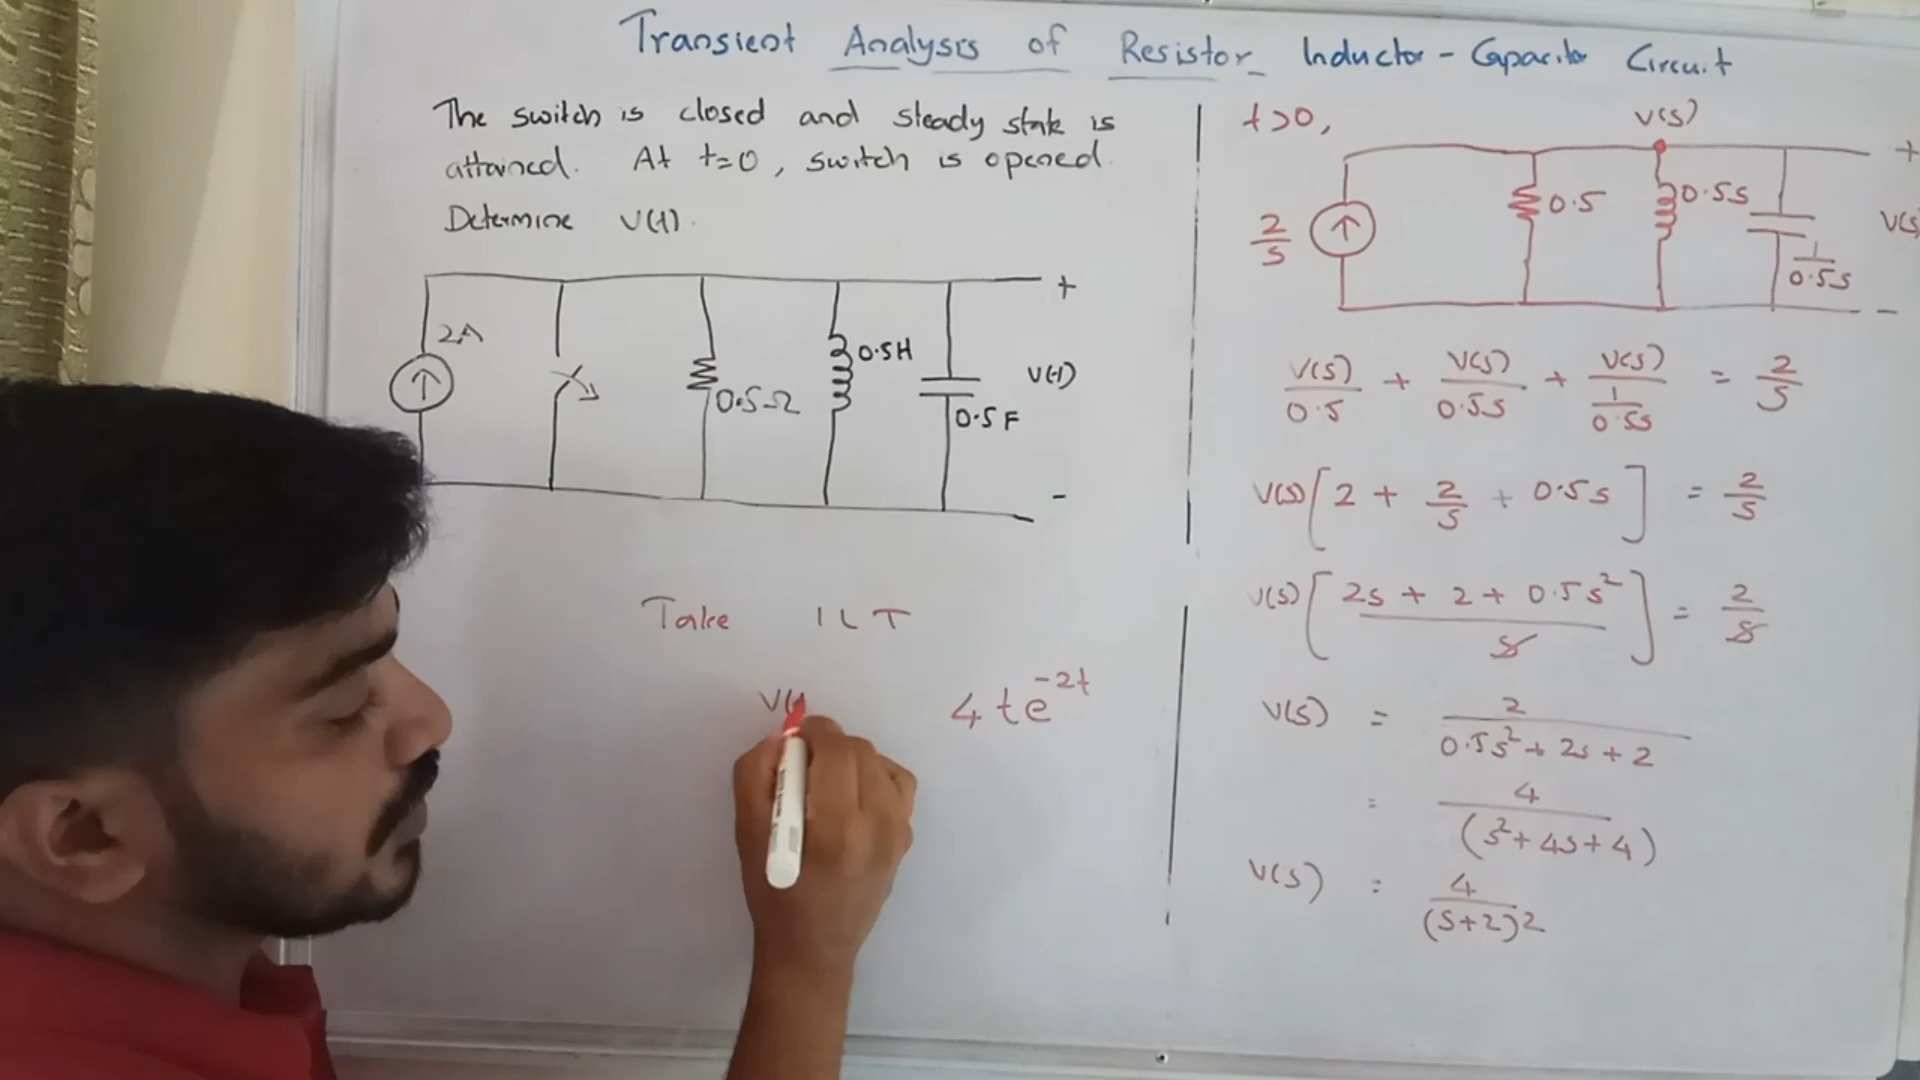 Transient Analysis of Resistor Inductor - Capacitor Circuit
The switch is closed and steady state is
attained. At t=0, switch is opened.
Determine V(t).
2A
0.5Ω
0.5H
0.5F
+
V(t)
-
Take ILT
V(
4te^{-2t}
t>0,
V(s)
2/s
0.5
0.5s
1/0.5s
+
V(s)
-
V(s)/0.5 + V(s)/0.5s + V(s)/(1/0.5s) = 2/s
V(s)[2 + 2/s + 0.5s] = 2/s
V(s)[(2s + 2 + 0.5s²)/s] = 2/s
V(s) = 2/(0.5s² + 2s + 2)
= 4/(s² + 4s + 4)
V(s) = 4/(s+2)²